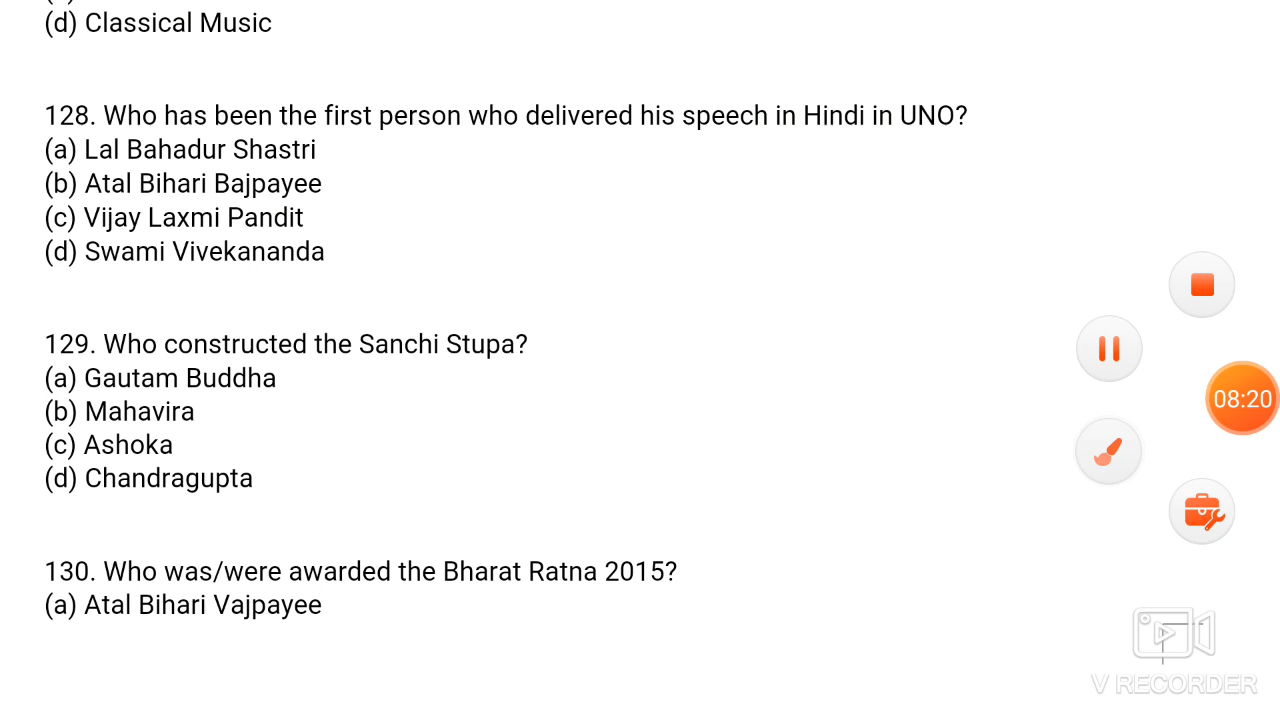 (d) Classical Music
128. Who has been the first person who delivered his speech in Hindi in UNO?
(a) Lal Bahadur Shastri
(b) Atal Bihari Bajpayee
(c) Vijay Laxmi Pandit
(d) Swami Vivekananda
129. Who constructed the Sanchi Stupa?
(a) Gautam Buddha
(b) Mahavira
(c) Ashoka
(d) Chandragupta
130. Who was/were awarded the Bharat Ratna 2015?
(a) Atal Bihari Vajpayee
08:20
V RECORDER